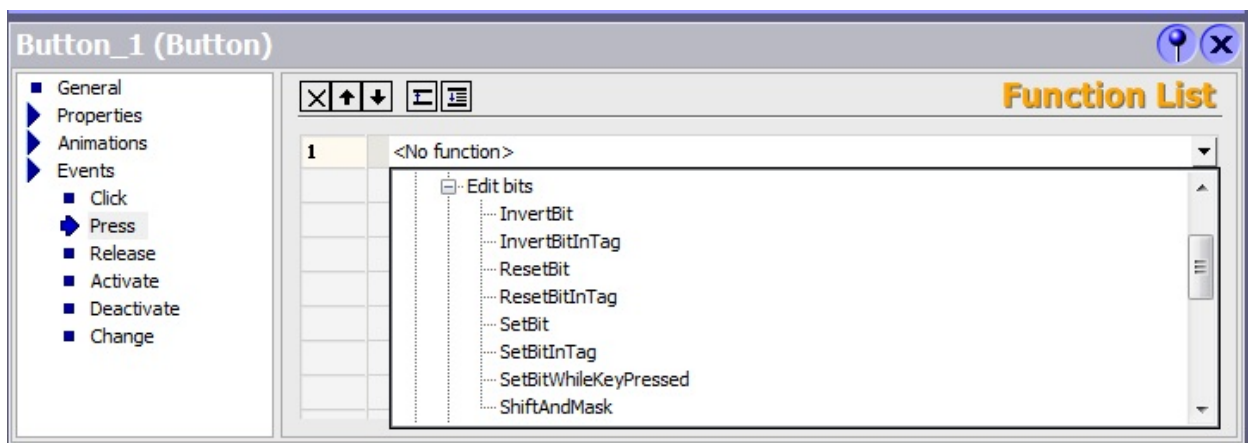 Button_1 (Button)
General
Properties
Animations
Events
Click
Press
Release
Activate
Deactivate
Change
Function List
1 <No function>
Edit bits
InvertBit
InvertBitInTag
ResetBit
ResetBitInTag
SetBit
SetBitInTag
SetBitWhileKeyPressed
ShiftAndMask